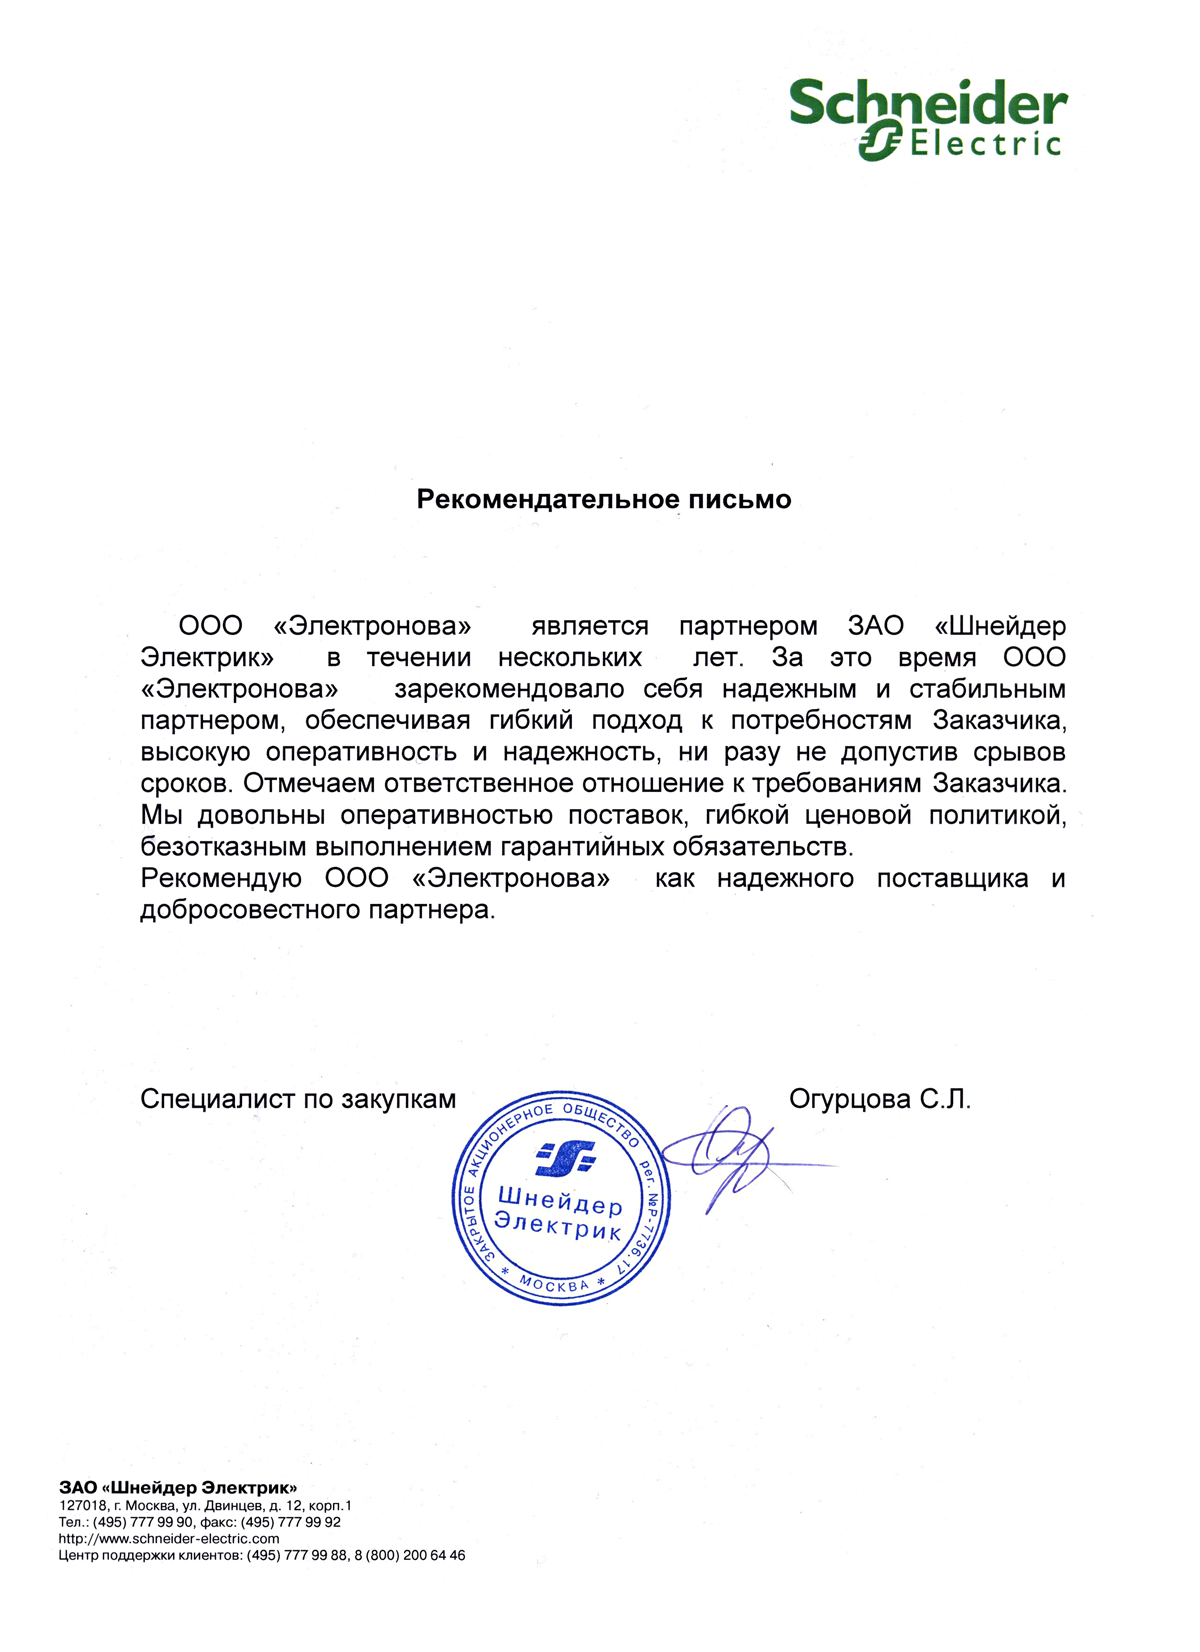 Schneider
Electric
Рекомендательное письмо
ООО «Электронова» является партнером ЗАО «Шнейдер
Электрик» в течении нескольких лет. За это время ООО
«Электронова» зарекомендовало себя надежным и стабильным
партнером, обеспечивая гибкий подход к потребностям Заказчика,
высокую оперативность и надежность, ни разу не допустив срывов
сроков. Отмечаем ответственное отношение к требованиям Заказчика.
Мы довольны оперативностью поставок, гибкой ценовой политикой,
безотказным выполнением гарантийных обязательств.
Рекомендую ООО «Электронова» как надежного поставщика и
добросовестного партнера.
Специалист по закупкам Огурцова С.Л.
ЗАКРЫТОЕ АКЦИОНЕРНОЕ ОБЩЕСТВО рег. №Р-7736.17
* МОСКВА *
Шнейдер
Электрик
ЗАО «Шнейдер Электрик»
127018, г. Москва, ул. Двинцев, д. 12, корп.1
Тел.: (495) 777 99 90, факс: (495) 777 99 92
http://www.schneider-electric.com
Центр поддержки клиентов: (495) 777 99 88, 8 (800) 200 64 46